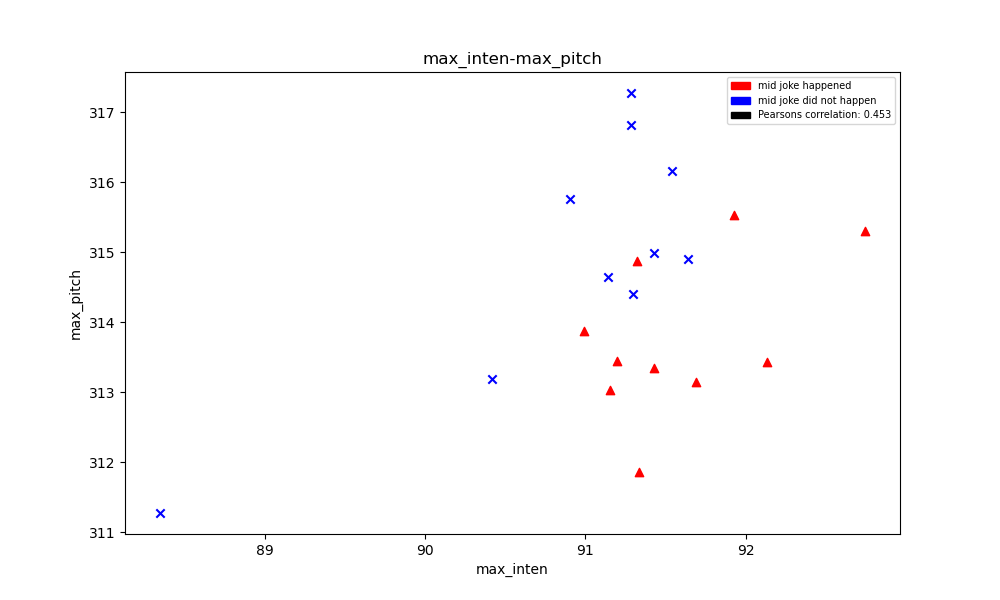 max_inten-max_pitch
mid joke happened
mid joke did not happen
Pearsons correlation: 0.453
317
316
315
314
313
312
311
max_pitch
89
90
91
92
max_inten